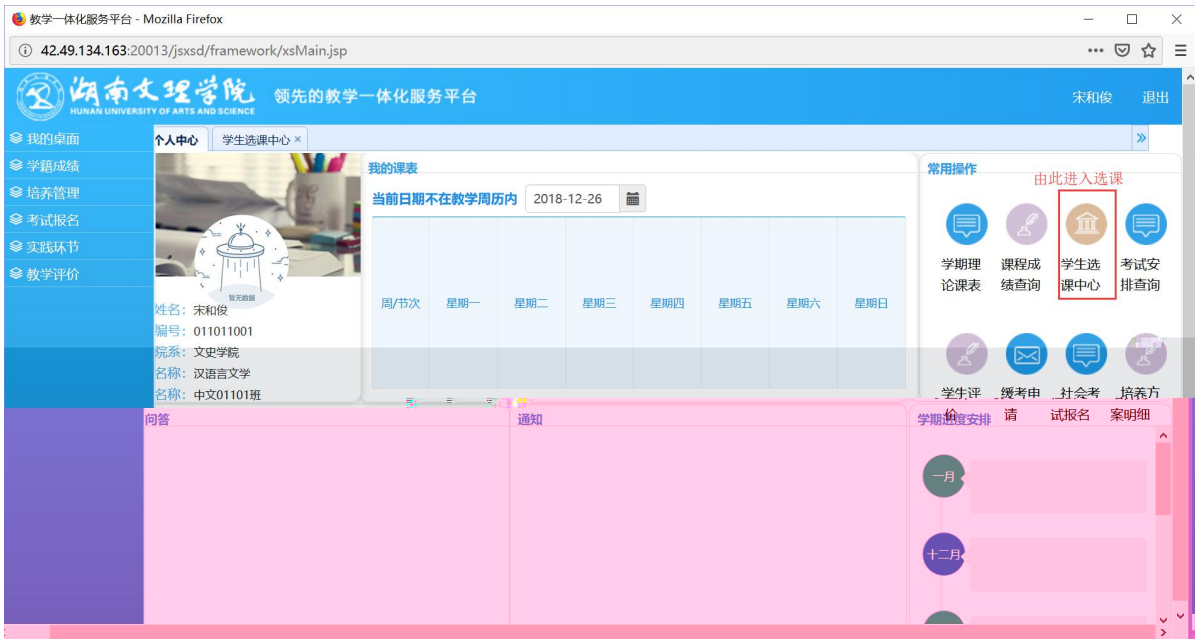 教学一体化服务平台 - Mozilla Firefox
42.49.134.163:20013/jsxsd/framework/xsMain.jsp
湖南文理学院
HUNAN UNIVERSITY OF ARTS AND SCIENCE
领先的教学一体化服务平台
宋和俊 退出
我的桌面
学籍成绩
培养管理
考试报名
实践环节
教学评价
个人中心 学生选课中心 ×
暂无数据
姓名：宋和俊
编号：011011001
院系：文史学院
名称：汉语言文学
名称：中文01101班
我的课表
当前日期不在教学周历内 2018-12-26
周/节次 星期一 星期二 星期三 星期四 星期五 星期六 星期日
常用操作
由此进入选课
学期理论课表
课程成绩查询
学生选课中心
考试安排查询
学生评价
缓考申请
社会考试报名
培养方案明细
问答
通知
学期进度安排
一月
十二月